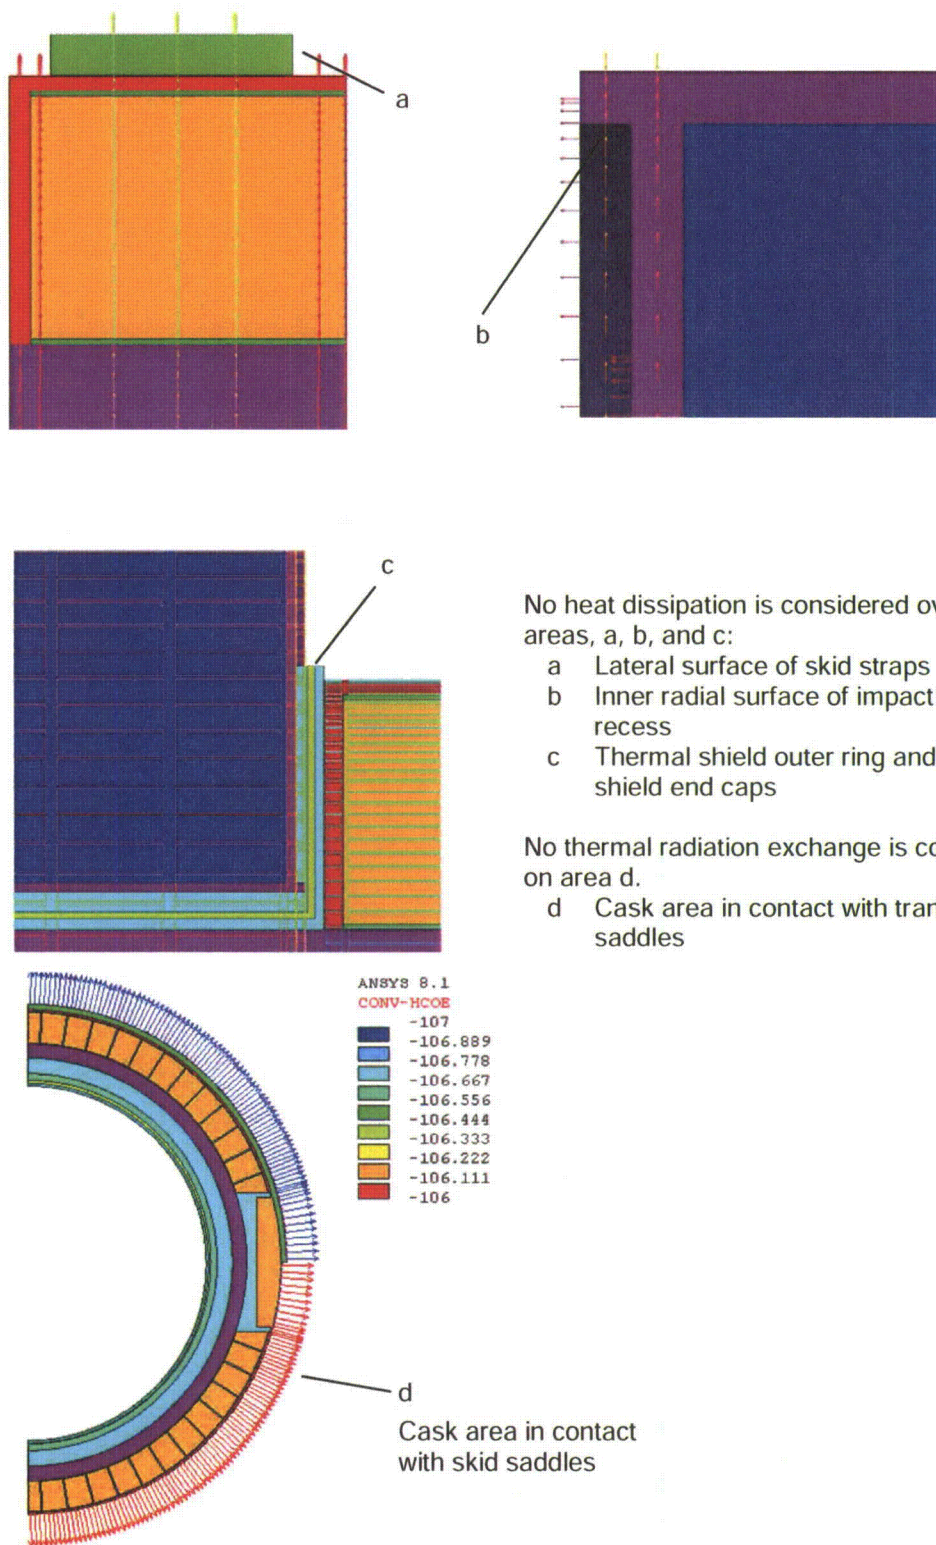 a
b
c
No heat dissipation is considered ov
areas, a, b, and c:
a Lateral surface of skid straps
b Inner radial surface of impact
recess
c Thermal shield outer ring and
shield end caps
No thermal radiation exchange is co
on area d.
d Cask area in contact with tran
saddles
ANSYS 8.1
CONV-HCOE
-107
-106.889
-106.778
-106.667
-106.556
-106.444
-106.333
-106.222
-106.111
-106
d
Cask area in contact
with skid saddles